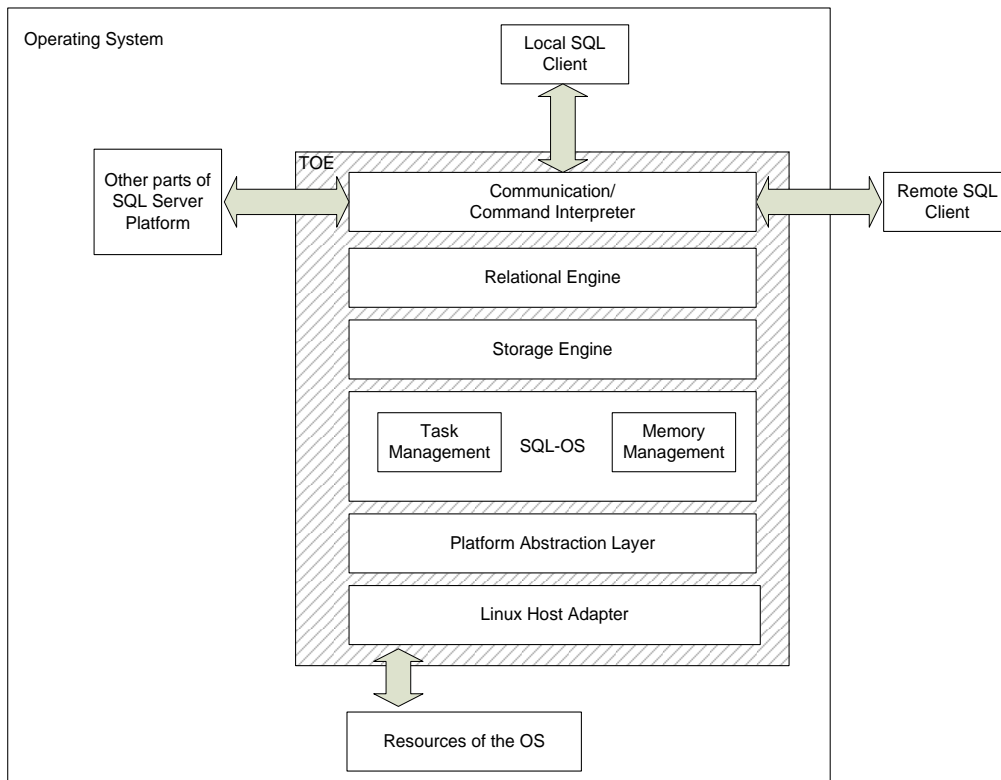 Operating System
Local SQL
Client
TOE
Other parts of
SQL Server
Platform
Communication/
Command Interpreter
Remote SQL
Client
Relational Engine
Storage Engine
Task
Management
SQL-OS
Memory
Management
Platform Abstraction Layer
Linux Host Adapter
Resources of the OS